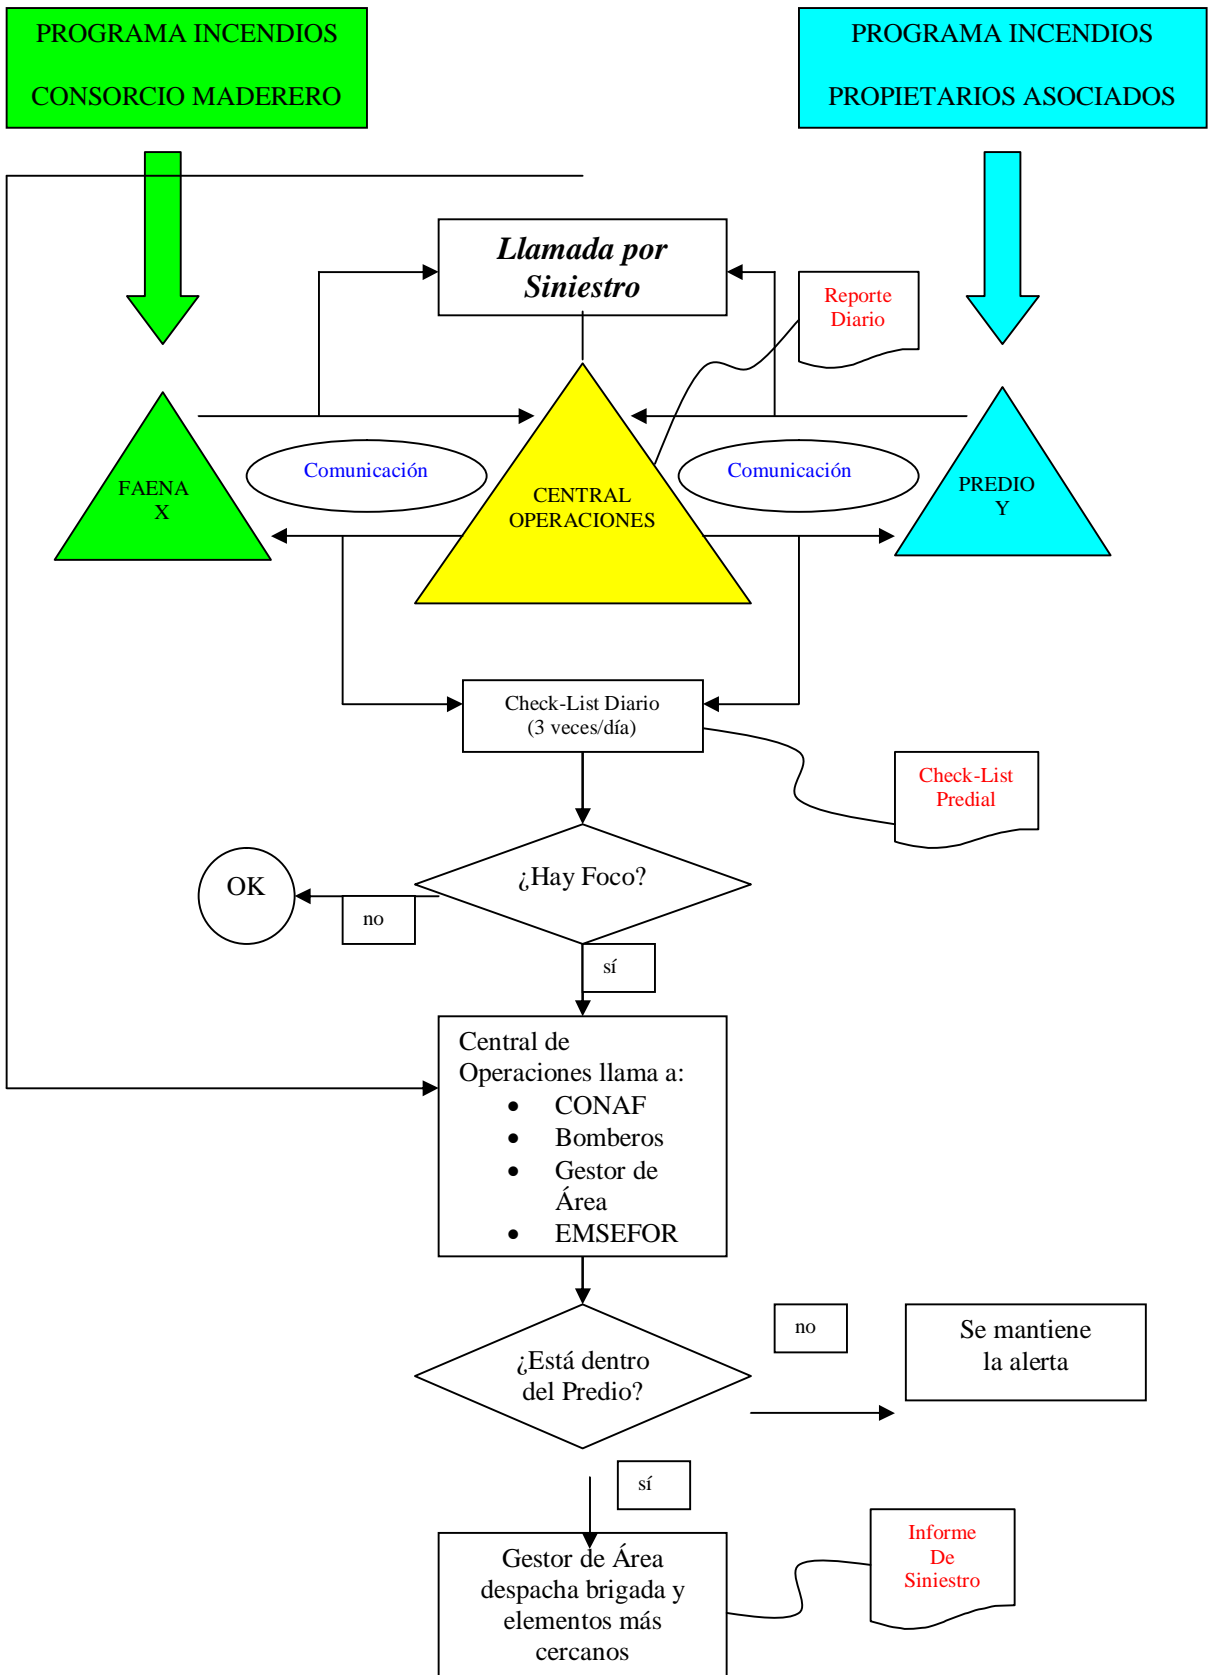 PROGRAMA INCENDIOS
CONSORCIO MADERERO
PROGRAMA INCENDIOS
PROPIETARIOS ASOCIADOS
Llamada por
Siniestro
Reporte
Diario
Comunicación
Comunicación
FAENA
X
CENTRAL
OPERACIONES
PREDIO
Y
Check-List Diario
(3 veces/día)
Check-List
Predial
¿Hay Foco?
OK
no
sí
Central de
Operaciones llama a:
• CONAF
• Bomberos
• Gestor de
Área
• EMSEFOR
no
Se mantiene
la alerta
¿Está dentro
del Predio?
sí
Gestor de Área
despacha brigada y
elementos más
cercanos
Informe
De
Siniestro